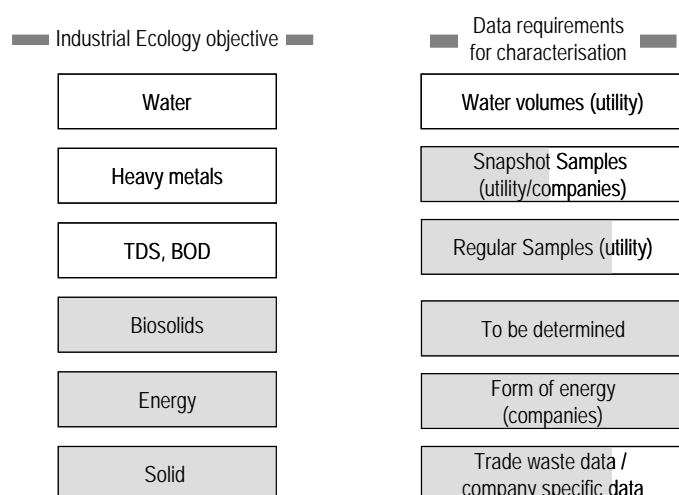 Industrial Ecology objective
Data requirements
for characterisation
Water
Water volumes (utility)
Heavy metals
Snapshot Samples
(utility/companies)
TDS, BOD
Regular Samples (utility)
Biosolids
To be determined
Energy
Form of energy
(companies)
Solid
Trade waste data /
company specific data